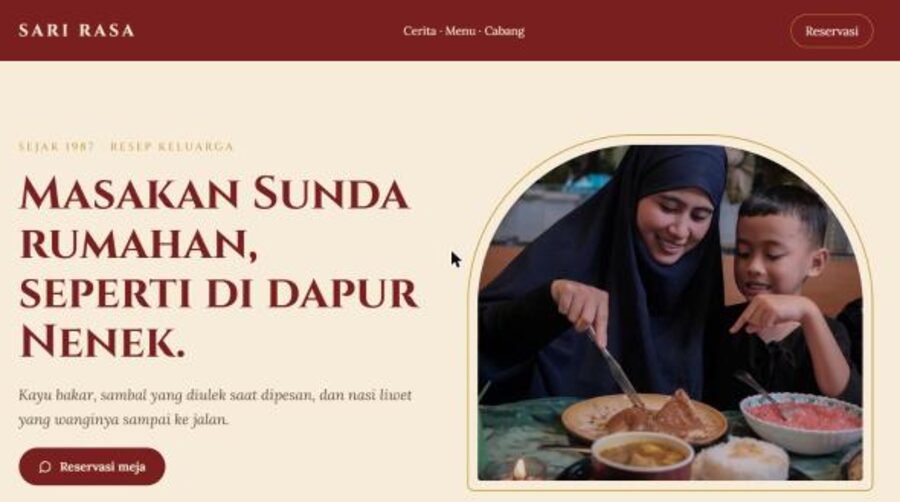 SARI RASA
Cerita · Menu · Cabang
Reservasi
SEJAK 1987 RESEP KELUARGA
MASAKAN SUNDA
RUMAHAN,
SEPERTI DI DAPUR
NENEK.
Kayu bakar, sambal yang diulek saat dipesan, dan nasi liwet
yang wanginya sampai ke jalan.
Reservasi meja